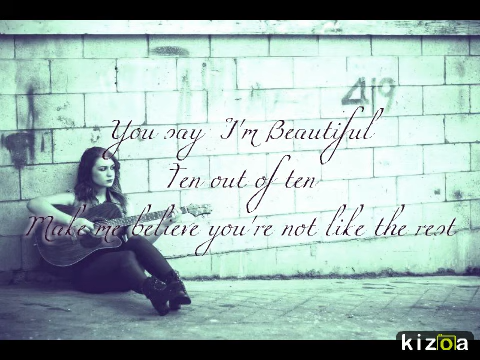 You say I'm Beautiful
Ten out of ten
Make me believe you're not like the rest
419
kizoa